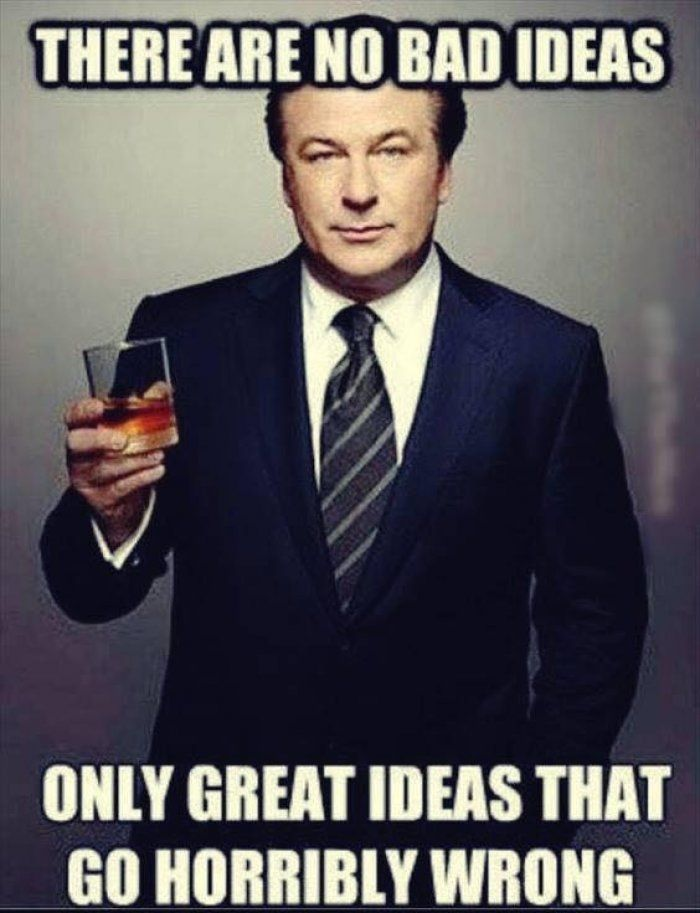 THERE ARE NO BAD IDEAS
ONLY GREAT IDEAS THAT
GO HORRIBLY WRONG